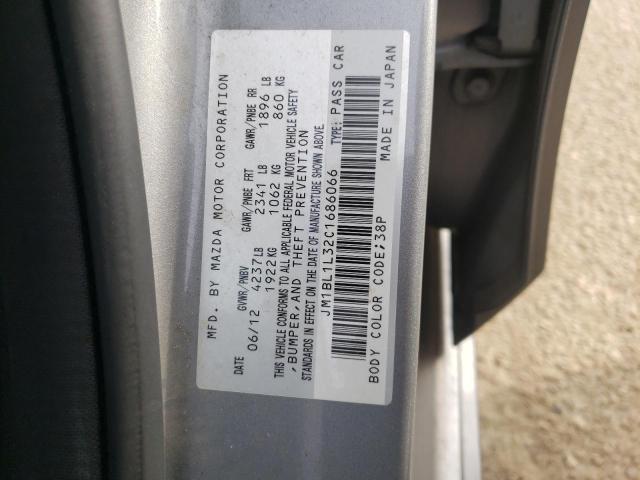 MFD. BY MAZDA MOTOR CORPORATION
DATE GVWR/PNBV GAWR/PNBE FRT GAWR/PNBE RR
06/12 4237LB 2341 LB 1896 LB
1922KG 1062 KG 860 KG
THIS VEHICLE CONFORMS TO ALL APPLICABLE FEDERAL MOTOR VEHICLE SAFETY
,BUMPER,AND THEFT PREVENTION
STANDARDS IN EFFECT ON THE DATE OF MANUFACTURE SHOWN ABOVE.
JM1BL1L32C1686066 TYPE: PASS CAR
BODY COLOR CODE;38P MADE IN JAPAN